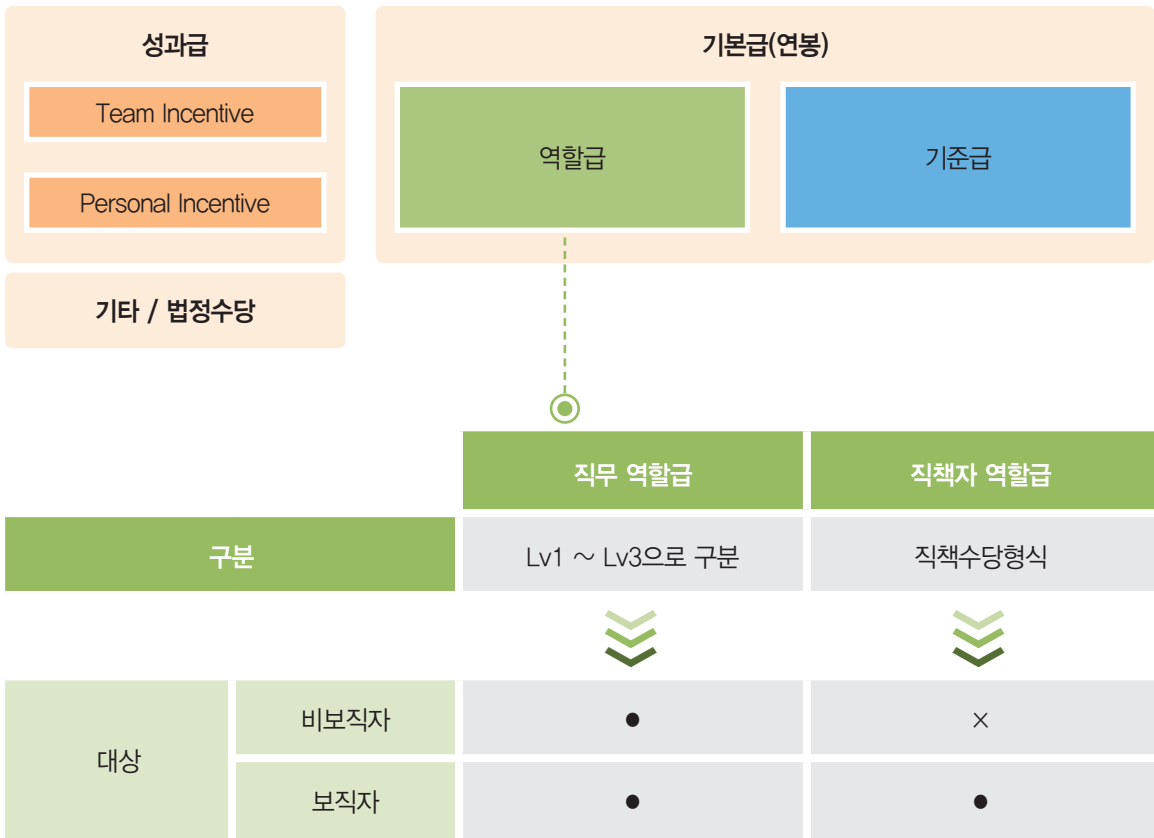 성과급
Team Incentive
Personal Incentive
기타 / 법정수당
기본급(연봉)
역할급
기준급
직무 역할급
직책자 역할급
구분
Lv1 ~ Lv3으로 구분
직책수당형식
대상
비보직자
●
×
보직자
●
●